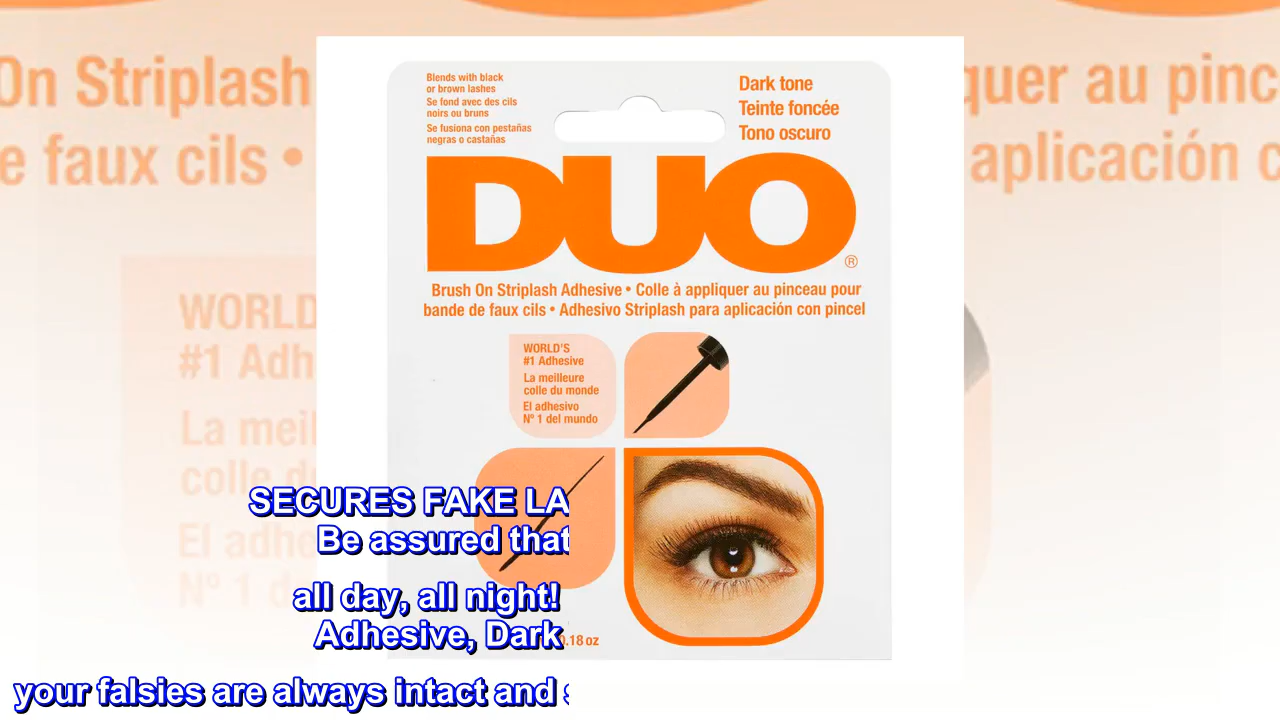 Blends with black
or brown lashes
Se fond avec des cils
noirs ou bruns
Se fusiona con pestañas
negras o castañas
Dark tone
Teinte foncée
Tono oscuro
DUO®
Brush On Striplash Adhesive • Colle à appliquer au pinceau pour
bande de faux cils • Adhesivo Striplash para aplicación con pincel
WORLD'S
#1 Adhesive
La meilleure
colle du monde
El adhesivo
Nº 1 del mundo
0.18 oz
SECURES FAKE
Be assured that
all day, all night!
Adhesive, Dark
your falsies are always intact and
On Striplash
de faux cils •
quer au pinc
aplicación
WORLD
#1 Adh
La meil
colle
El adhe
Nº 1